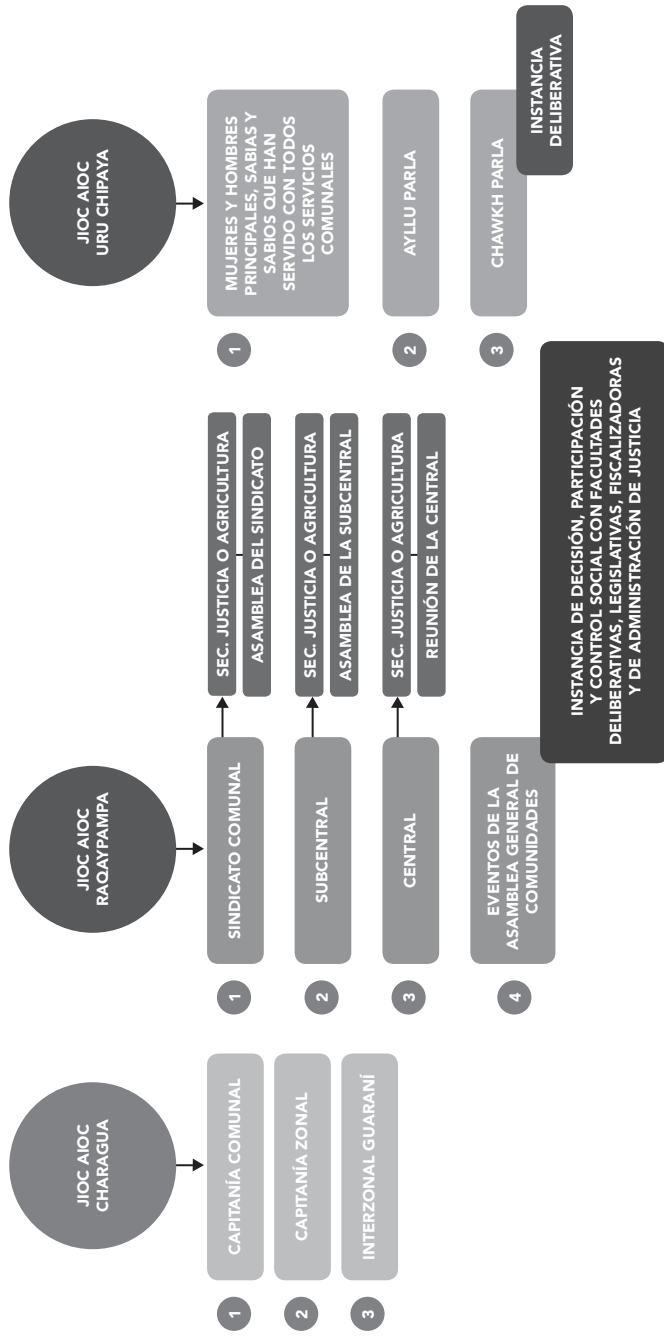 JIOC AIOC
CHARAGUA
1
CAPITANÍA COMUNAL
2
CAPITANÍA ZONAL
3
INTERZONAL GUARANÍ
JIOC AIOC
RAQAYPAMPA
1
SINDICATO COMUNAL
SEC. JUSTICIA O AGRICULTURA
ASAMBLEA DEL SINDICATO
2
SUBCENTRAL
SEC. JUSTICIA O AGRICULTURA
ASAMBLEA DE LA SUBCENTRAL
3
CENTRAL
SEC. JUSTICIA O AGRICULTURA
REUNIÓN DE LA CENTRAL
4
EVENTOS DE LA
ASAMBLEA GENERAL DE
COMUNIDADES
INSTANCIA DE DECISIÓN, PARTICIPACIÓN
Y CONTROL SOCIAL CON FACULTADES
DELIBERATIVAS, LEGISLATIVAS, FISCALIZADORAS
Y DE ADMINISTRACIÓN DE JUSTICIA
JIOC AIOC
URU CHIPAYA
1
MUJERES Y HOMBRES
PRINCIPALES, SABIAS Y
SABIOS QUE HAN
SERVIDO CON TODOS
LOS SERVICIOS
COMUNALES
2
AYLLU PARLA
3
CHAWKH PARLA
INSTANCIA
DELIBERATIVA